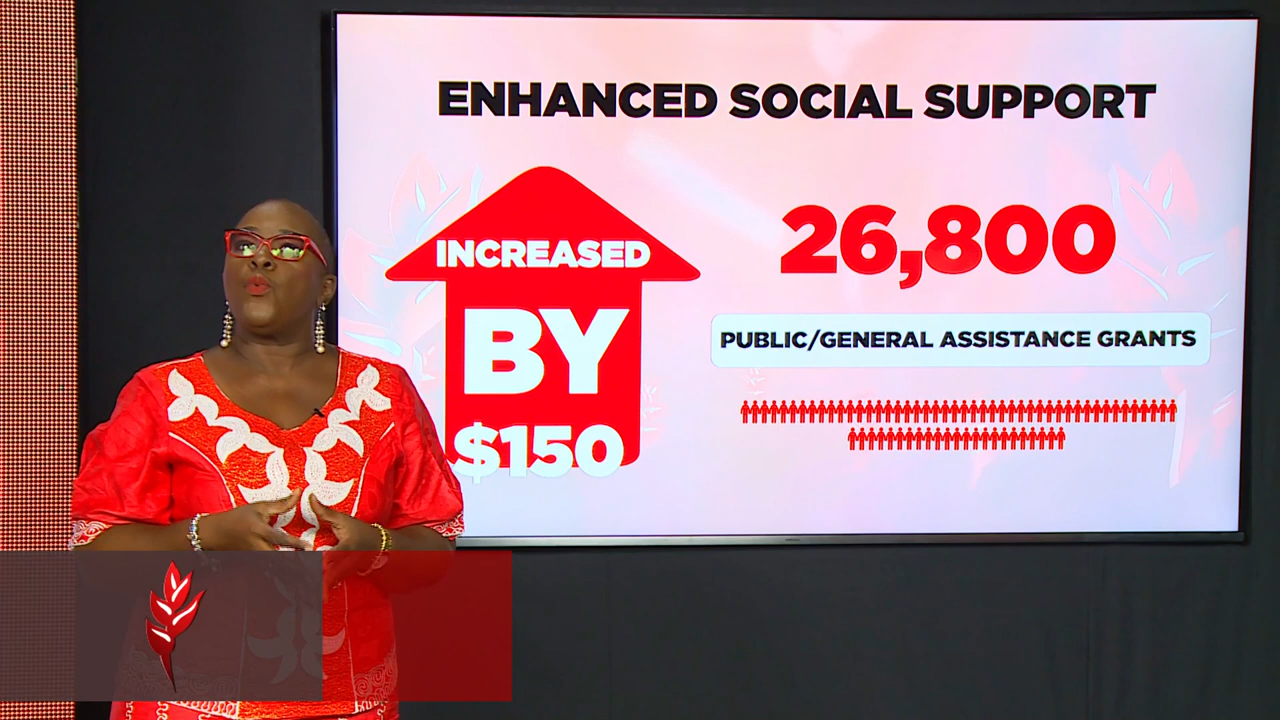 ENHANCED SOCIAL SUPPORT
INCREASED
BY
$150
26,800
PUBLIC/GENERAL ASSISTANCE GRANTS